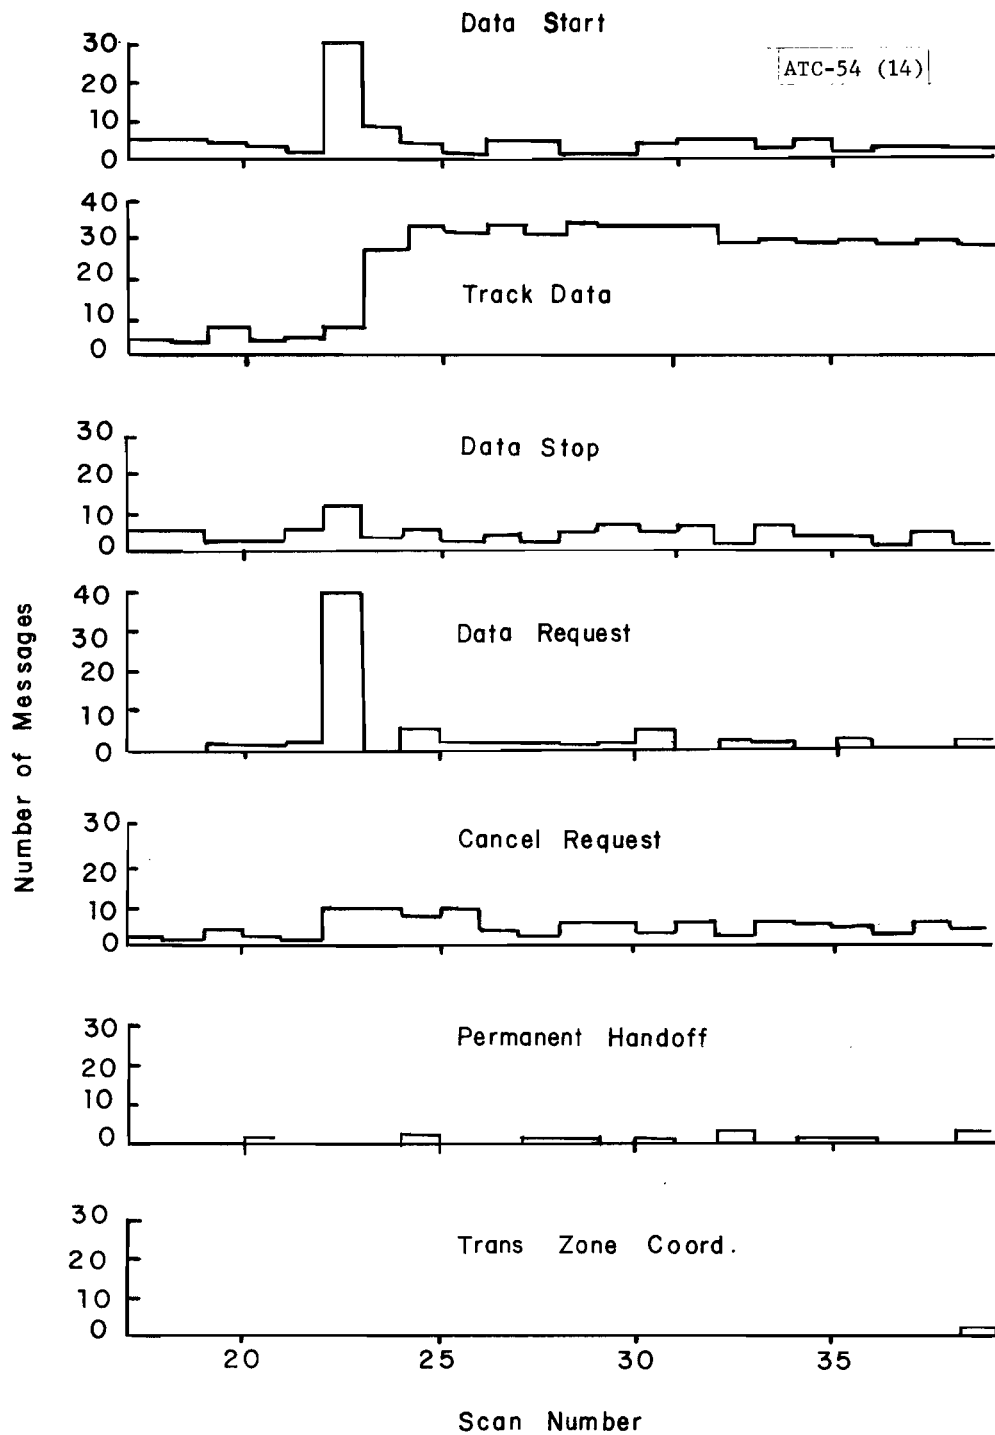 Data Start
ATC-54 (14)
30
20
10
0
40
30
20
10
0
Track Data
30
20
10
0
Data Stop
40
30
20
10
0
Data Request
Number of Messages
30
20
10
0
Cancel Request
30
20
10
0
Permanent Handoff
30
20
10
0
Trans Zone Coord.
20 25 30 35
Scan Number